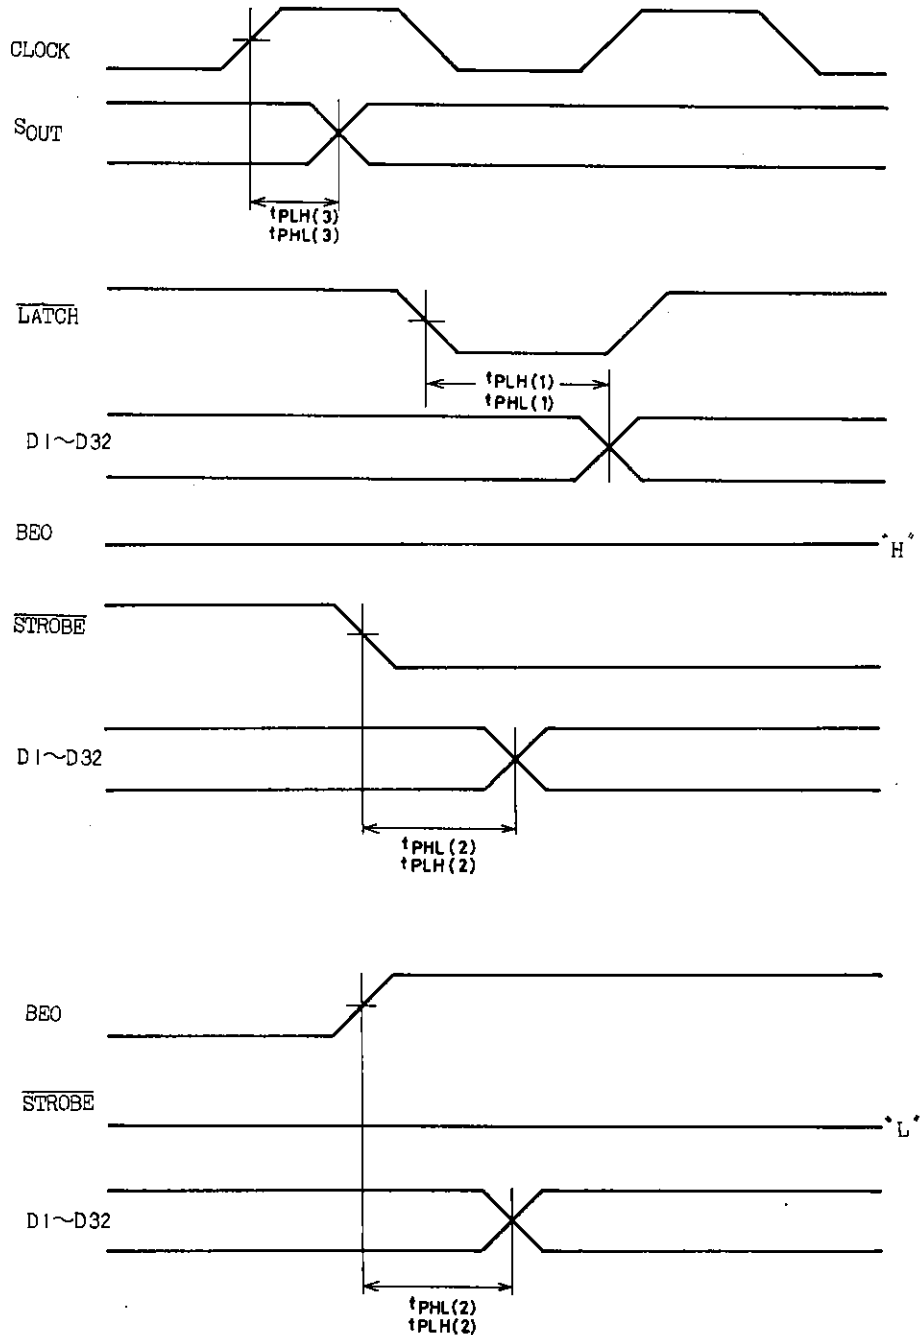 CLOCK
SOUT
tPLH(3)
tPHL(3)
LATCH
tPLH(1)
tPHL(1)
D1～D32
BEO
"H"
STROBE
D1～D32
tPHL(2)
tPLH(2)
BEO
STROBE
"L"
D1～D32
tPHL(2)
tPLH(2)